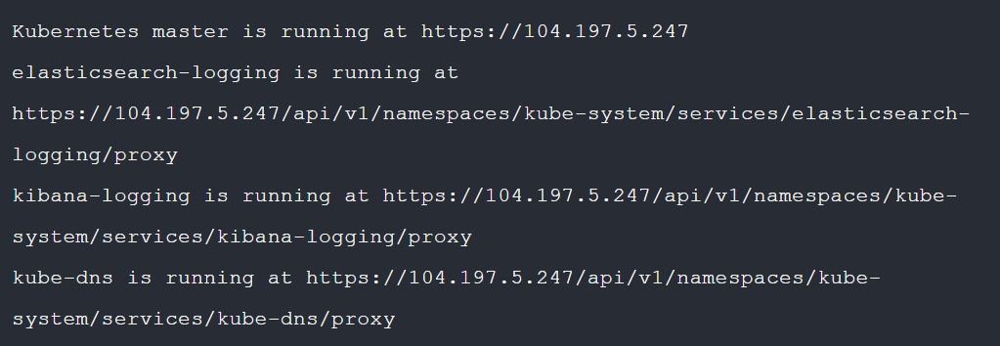 Kubernetes master is running at https://104.197.5.247
elasticsearch-logging is running at
https://104.197.5.247/api/v1/namespaces/kube-system/services/elasticsearch-
logging/proxy
kibana-logging is running at https://104.197.5.247/api/v1/namespaces/kube-
system/services/kibana-logging/proxy
kube-dns is running at https://104.197.5.247/api/v1/namespaces/kube-
system/services/kube-dns/proxy